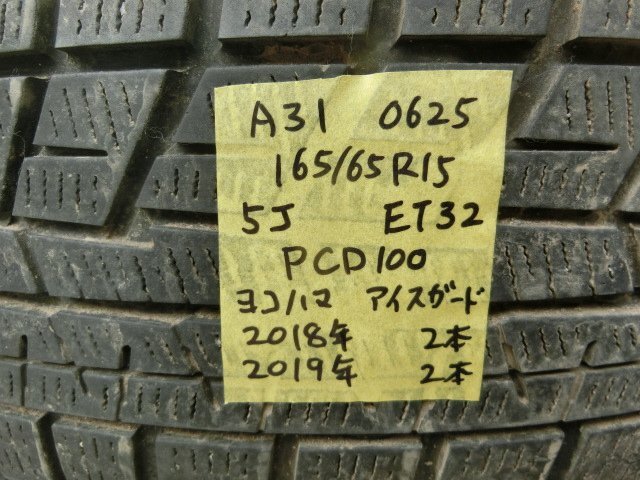 A31 0625
165/65R15
5J ET32
PCD100
ヨコハマ アイスガード
2018年 2本
2019年 2本